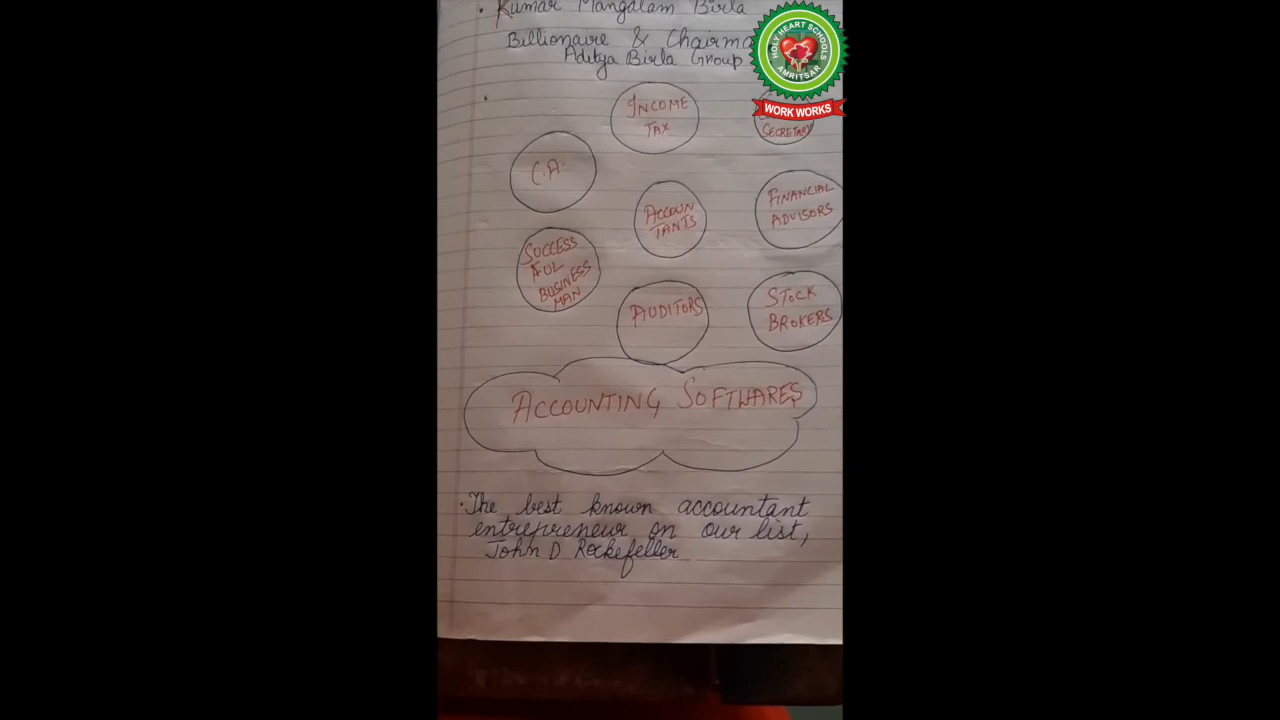 • Kumar Mangalam Birla
Billionaire & Chairma
Aditya Birla Group
HOLY HEART SCHOOLS
AMRITSAR
WORK WORKS
INCOME
TAX
SECRETARY
C.A.
ACCOUN
TANTS
FINANCIAL
ADVISORS
SUCCESS
FUL
BUSINESS
MAN
AUDITORS
STOCK
BROKERS
ACCOUNTING SOFTWARES
• The best known accountant
entrepreneur on our list,
John D Rockefeller